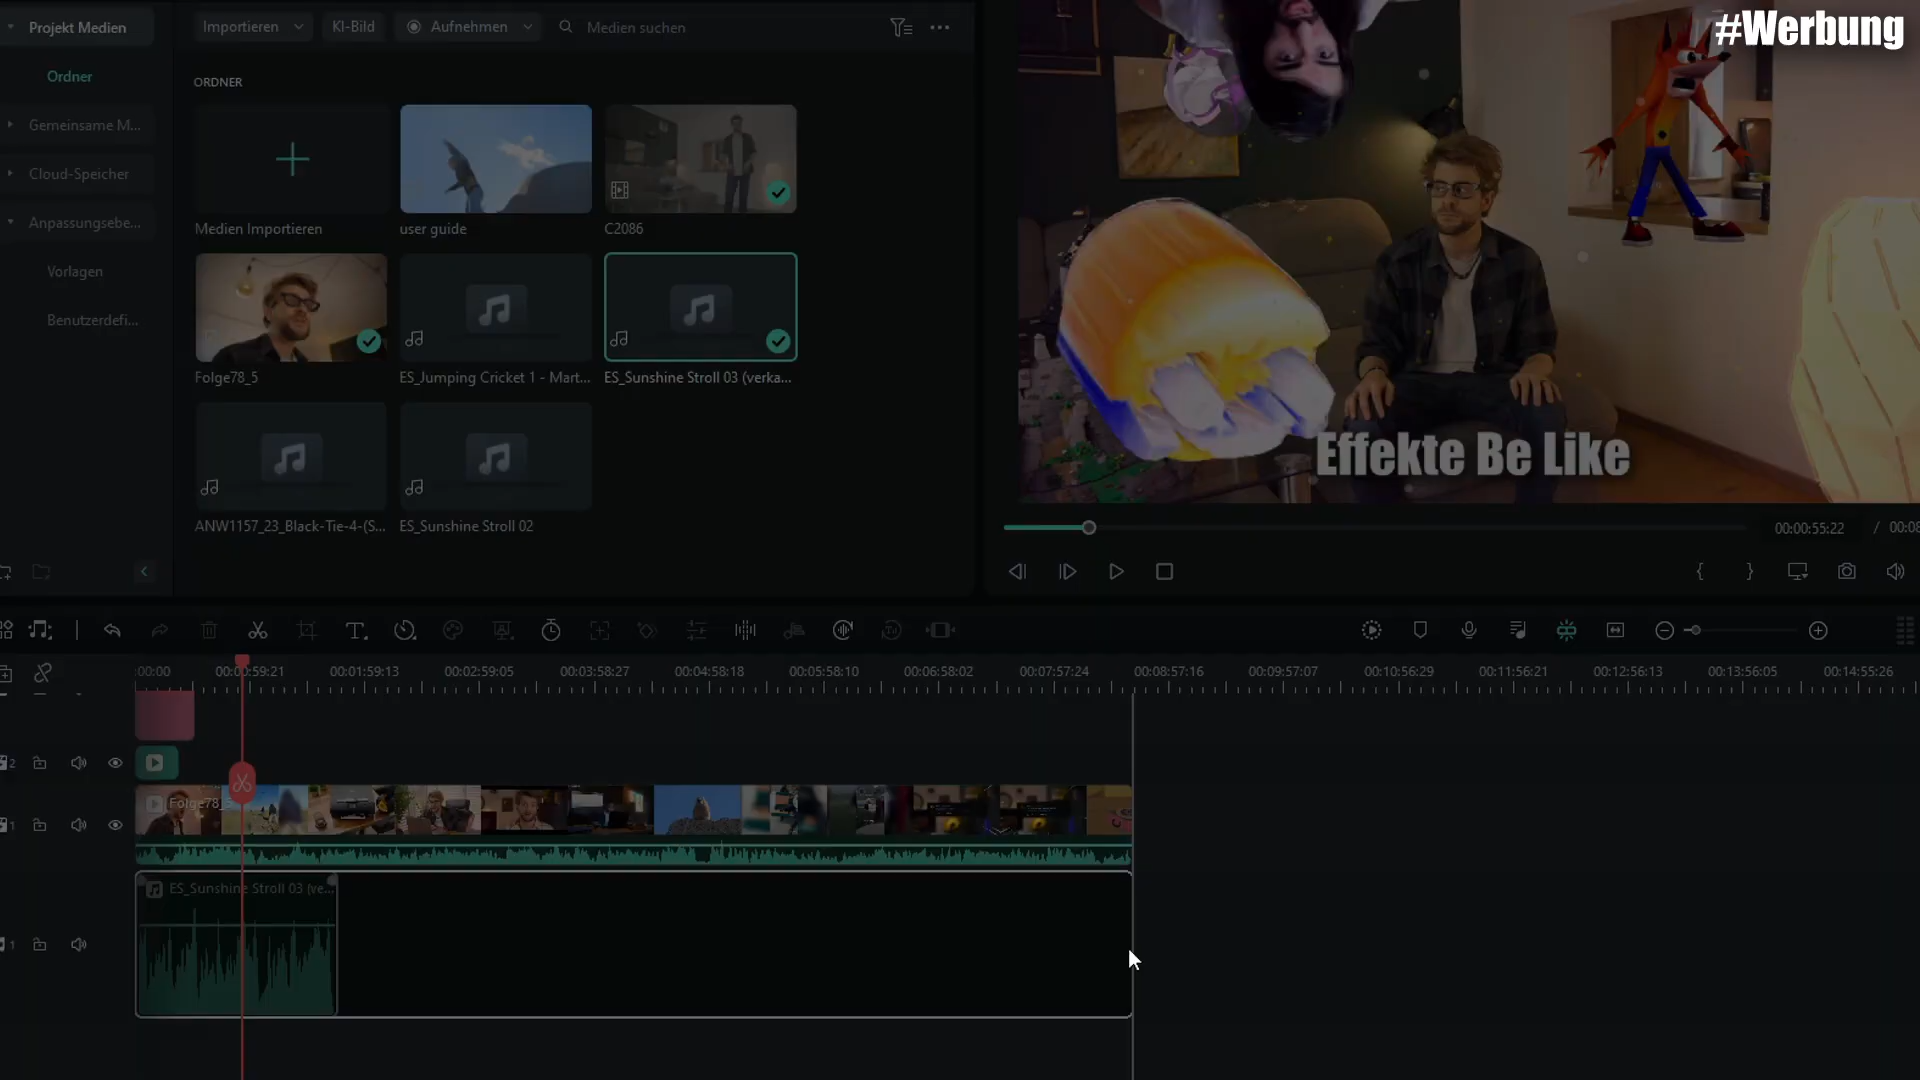 #Werbung
Projekt Medien
Importieren
KI-Bild
Aufnehmen
Medien suchen
Ordner
ORDNER
Gemeinsame M...
Cloud-Speicher
Anpassungsebe...
Vorlagen
Benutzerdefi...
Medien Importieren
user guide
C2086
Folge78_5
ES_Jumping Cricket 1 - Mart...
ES_Sunshine Stroll 03 (verka...
ANW1157_23_Black-Tie-4-(S...
ES_Sunshine Stroll 02
Effekte Be Like
00:00:55:22 / 00:08
:00:00 00:00:59:21 00:01:59:13 00:02:59:05 00:03:58:27 00:04:58:18 00:05:58:10 00:06:58:02 00:07:57:24 00:08:57:16 00:09:57:07 00:10:56:29 00:11:56:21 00:12:56:13 00:13:56:05 00:14:55:26
2
Folge78_5
1
ES_Sunshine Stroll 03 (ve...
1